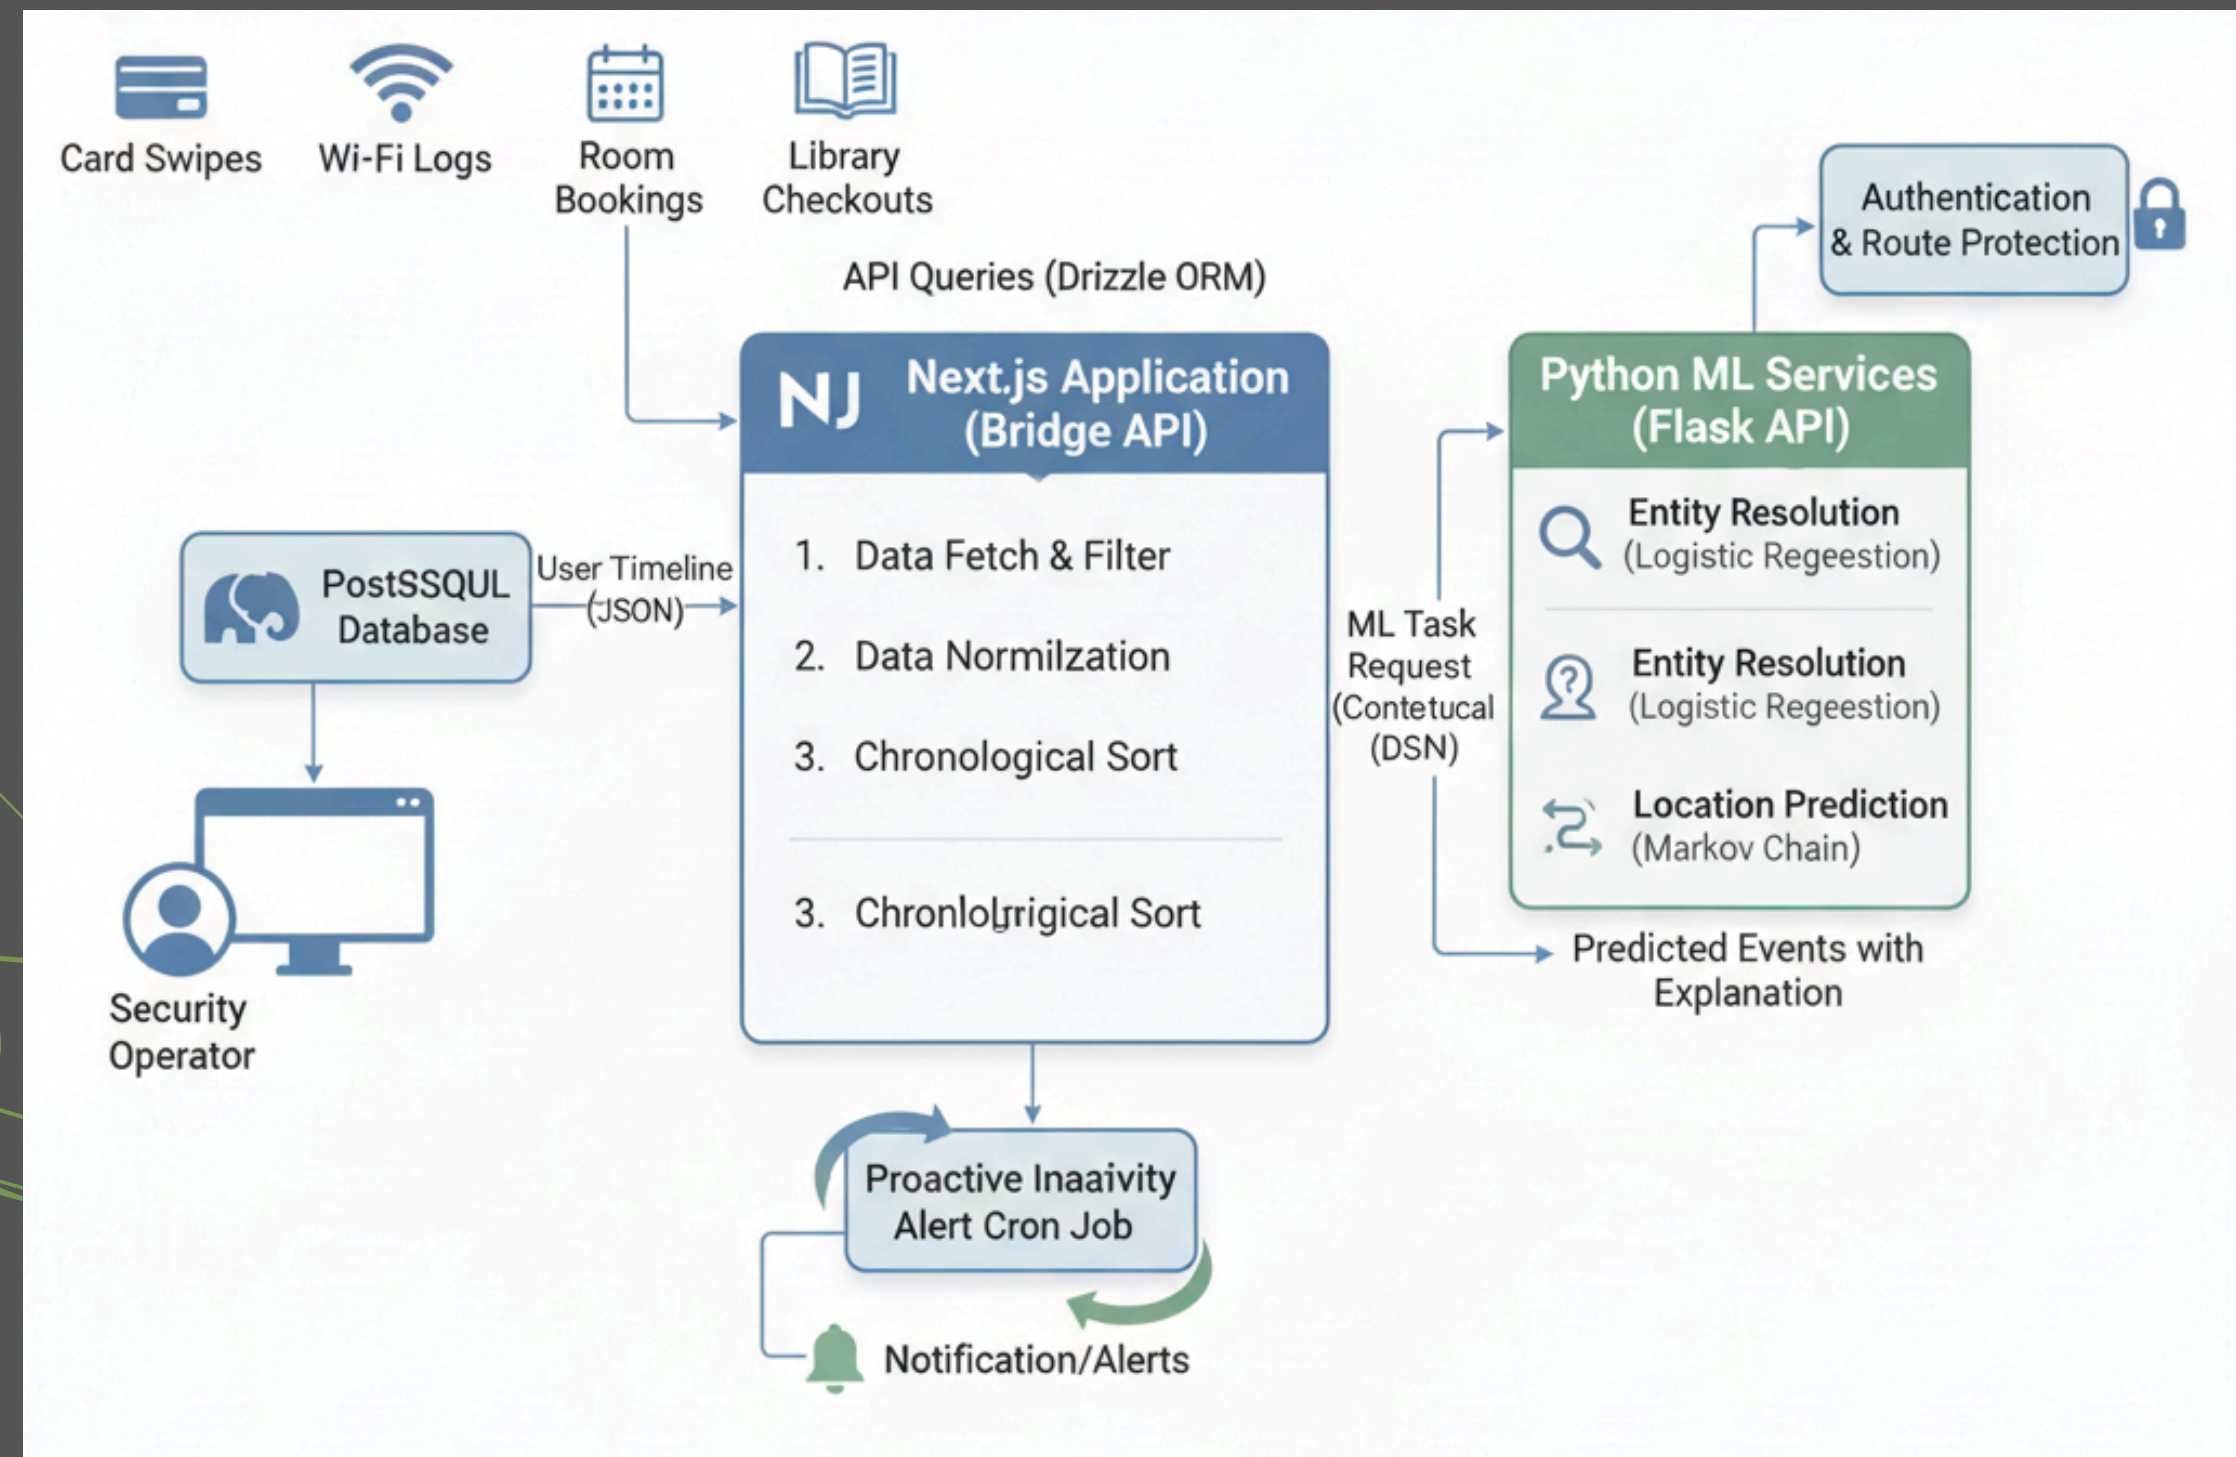 Card Swipes
Wi-Fi Logs
Room
Bookings
Library
Checkouts
API Queries (Drizzle ORM)
Authentication
& Route Protection
NJ
Next.js Application
(Bridge API)
1. Data Fetch & Filter
2. Data Normilzation
3. Chronological Sort
3. Sort
PostSSQUL
Database
User Timeline
(JSON)
Security
Operator
ML Task
Request
(Contetucal
(DSN)
Python ML Services
(Flask API)
Entity Resolution
(Logistic Regeestion)
?
Entity Resolution
(Logistic Regeestion)
Location Prediction
(Markov Chain)
Predicted Events with
Explanation
Proactive Inaaivity
Alert Cron Job
Notification/Alerts